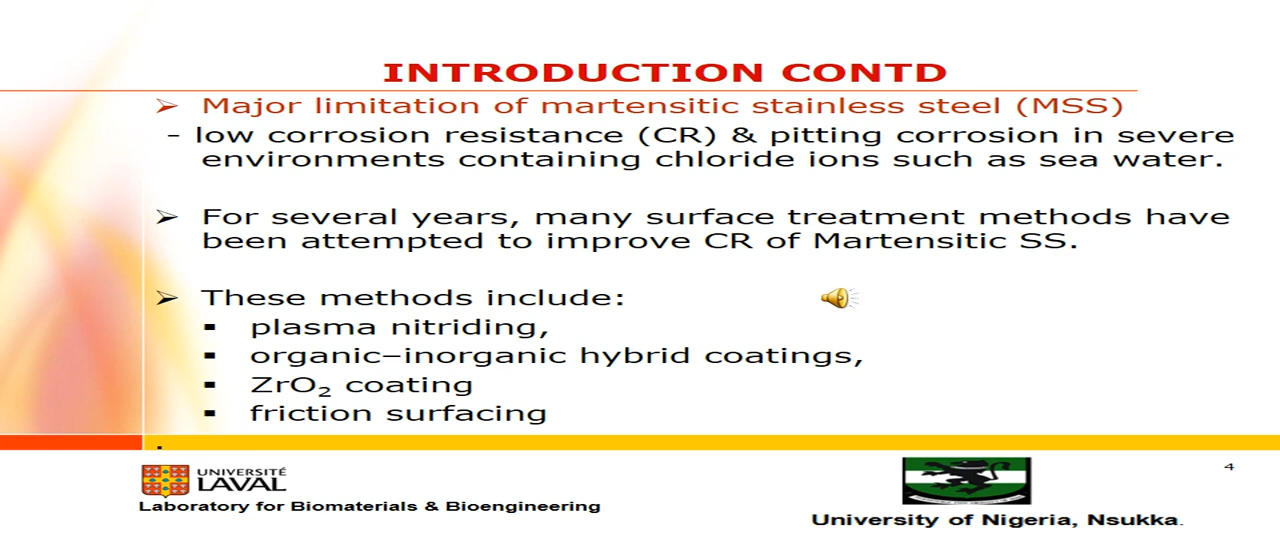 INTRODUCTION CONTD
➢ Major limitation of martensitic stainless steel (MSS)
- low corrosion resistance (CR) & pitting corrosion in severe
environments containing chloride ions such as sea water.
➢ For several years, many surface treatment methods have
been attempted to improve CR of Martensitic SS.
➢ These methods include:
▪ plasma nitriding,
▪ organic–inorganic hybrid coatings,
▪ ZrO₂ coating
▪ friction surfacing
.
UNIVERSITÉ
LAVAL
Laboratory for Biomaterials & Bioengineering
4
University of Nigeria, Nsukka.